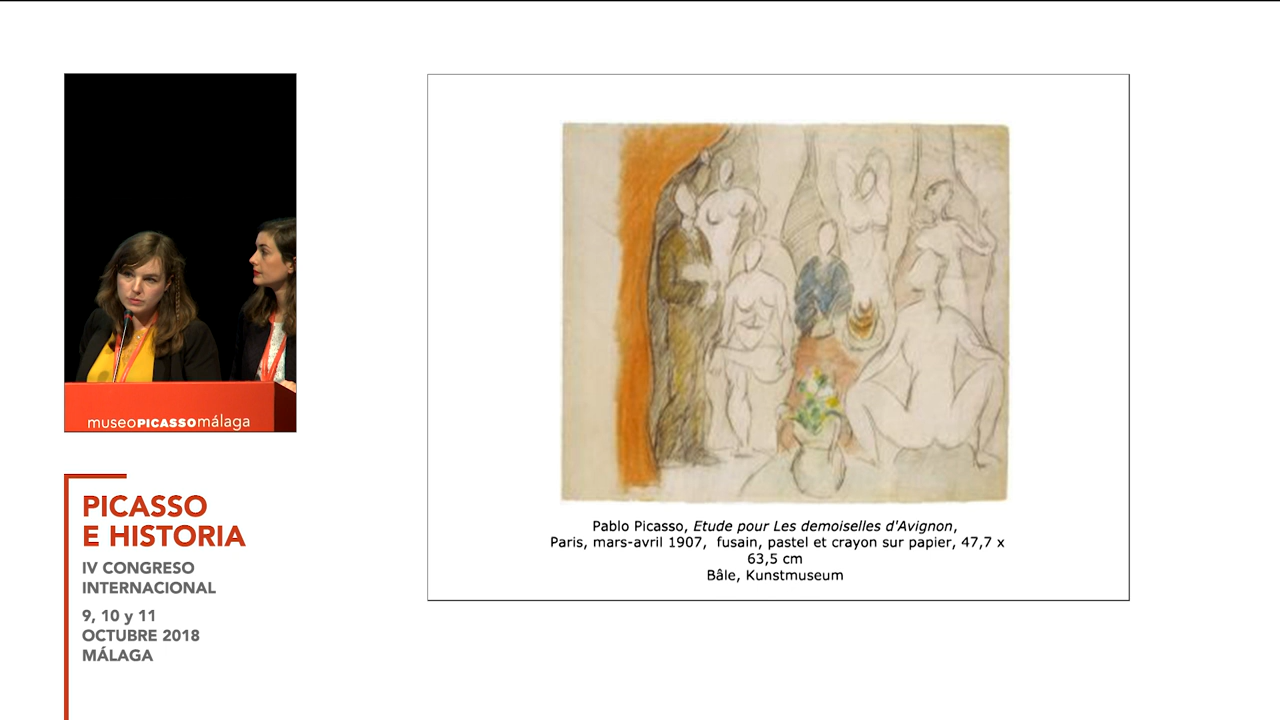 museoPICASSOmálaga
PICASSO
E HISTORIA
IV CONGRESO
INTERNACIONAL
9, 10 y 11
OCTUBRE 2018
MÁLAGA
Pablo Picasso, Etude pour Les demoiselles d'Avignon,
Paris, mars-avril 1907, fusain, pastel et crayon sur papier, 47,7 x
63,5 cm
Bâle, Kunstmuseum